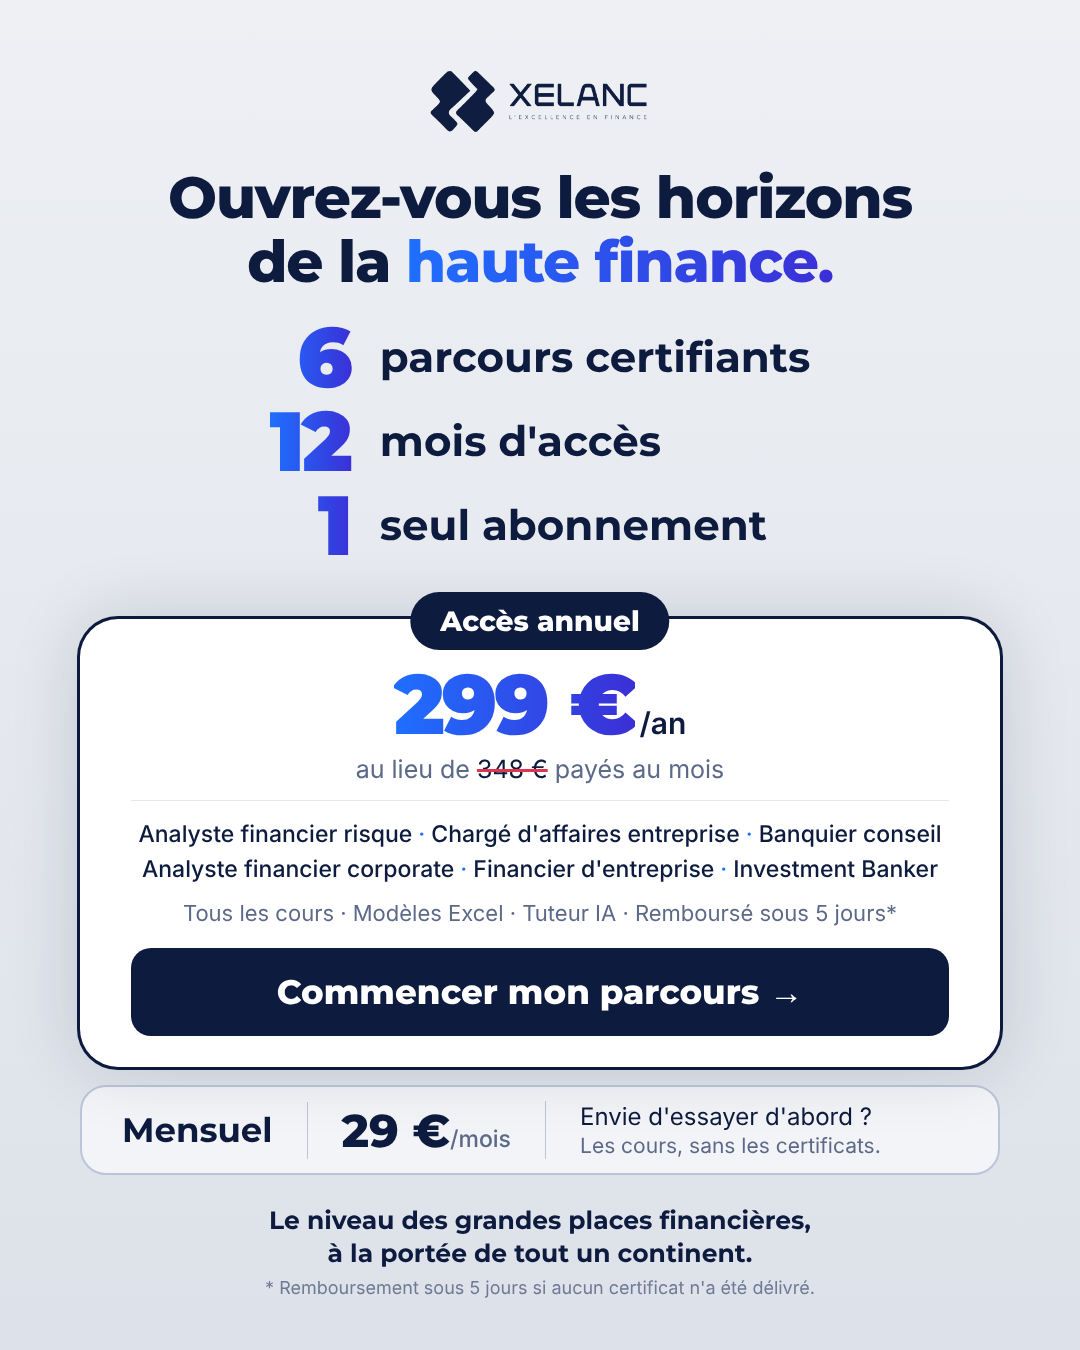 XELANC
L'EXCELLENCE EN FINANCE
Ouvrez-vous les horizons
de la haute finance.
6 parcours certifiants
12 mois d'accès
1 seul abonnement
Accès annuel
299 €/an
au lieu de 348 € payés au mois
Analyste financier risque · Chargé d'affaires entreprise · Banquier conseil
Analyste financier corporate · Financier d'entreprise · Investment Banker
Tous les cours · Modèles Excel · Tuteur IA · Remboursé sous 5 jours*
Commencer mon parcours →
Mensuel
29 €/mois
Envie d'essayer d'abord ?
Les cours, sans les certificats.
Le niveau des grandes places financières,
à la portée de tout un continent.
* Remboursement sous 5 jours si aucun certificat n'a été délivré.